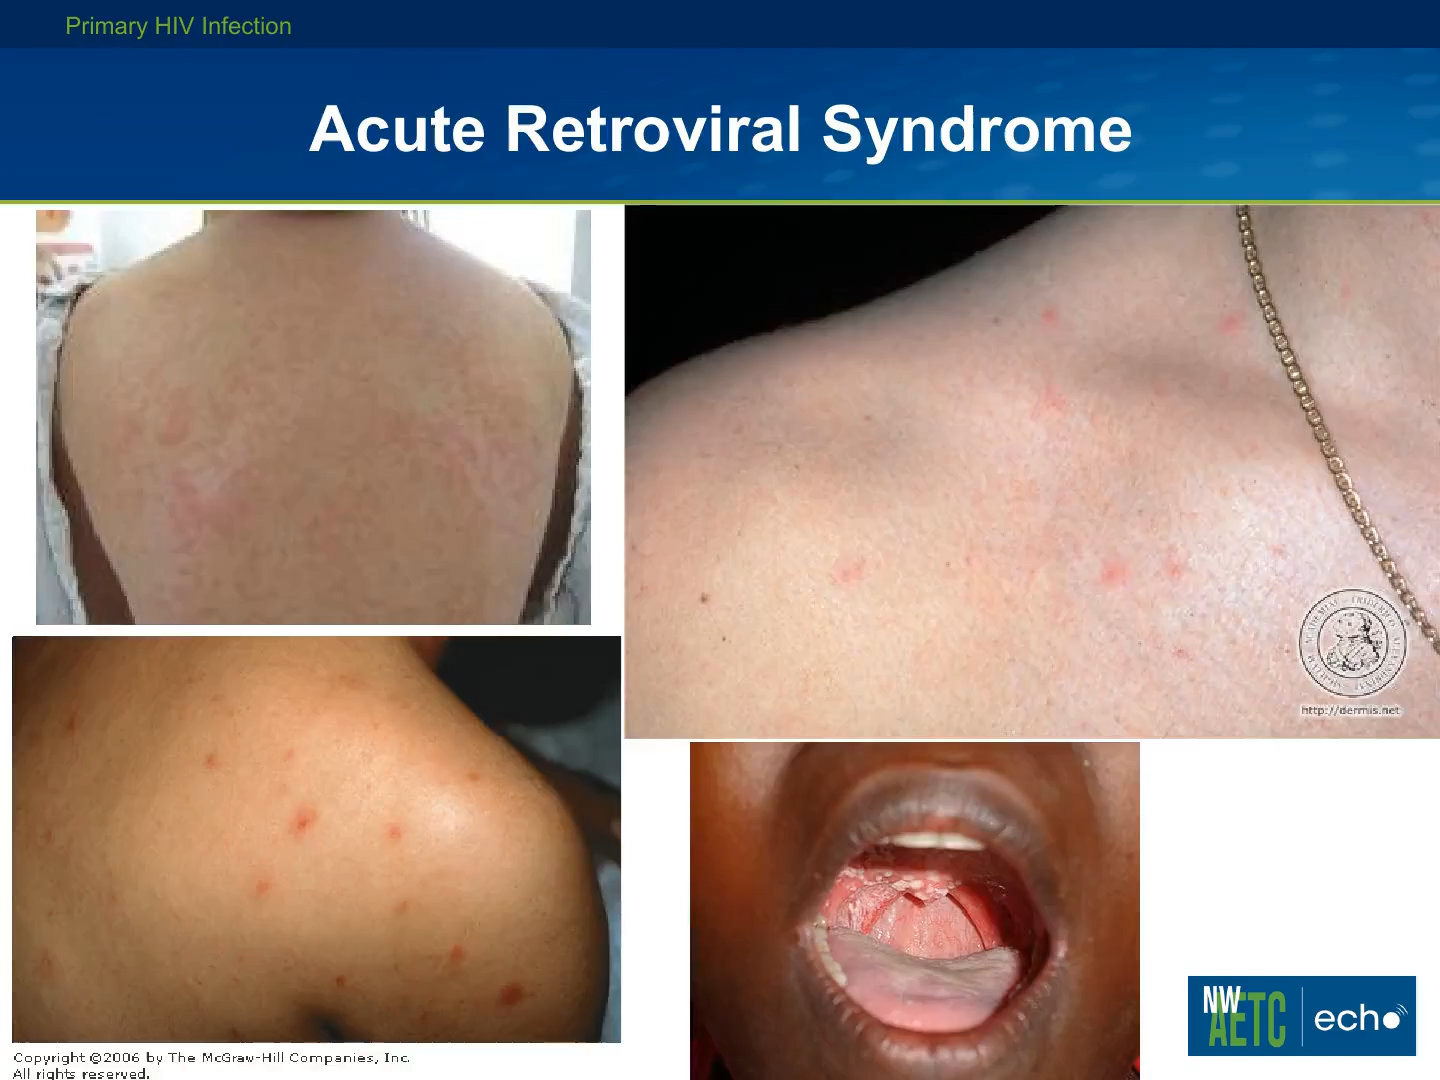 Primary HIV Infection
Acute Retroviral Syndrome
http://dermis.net
Copyright ©2006 by The McGraw-Hill Companies, Inc.
All rights reserved.
NW
AETC
echo